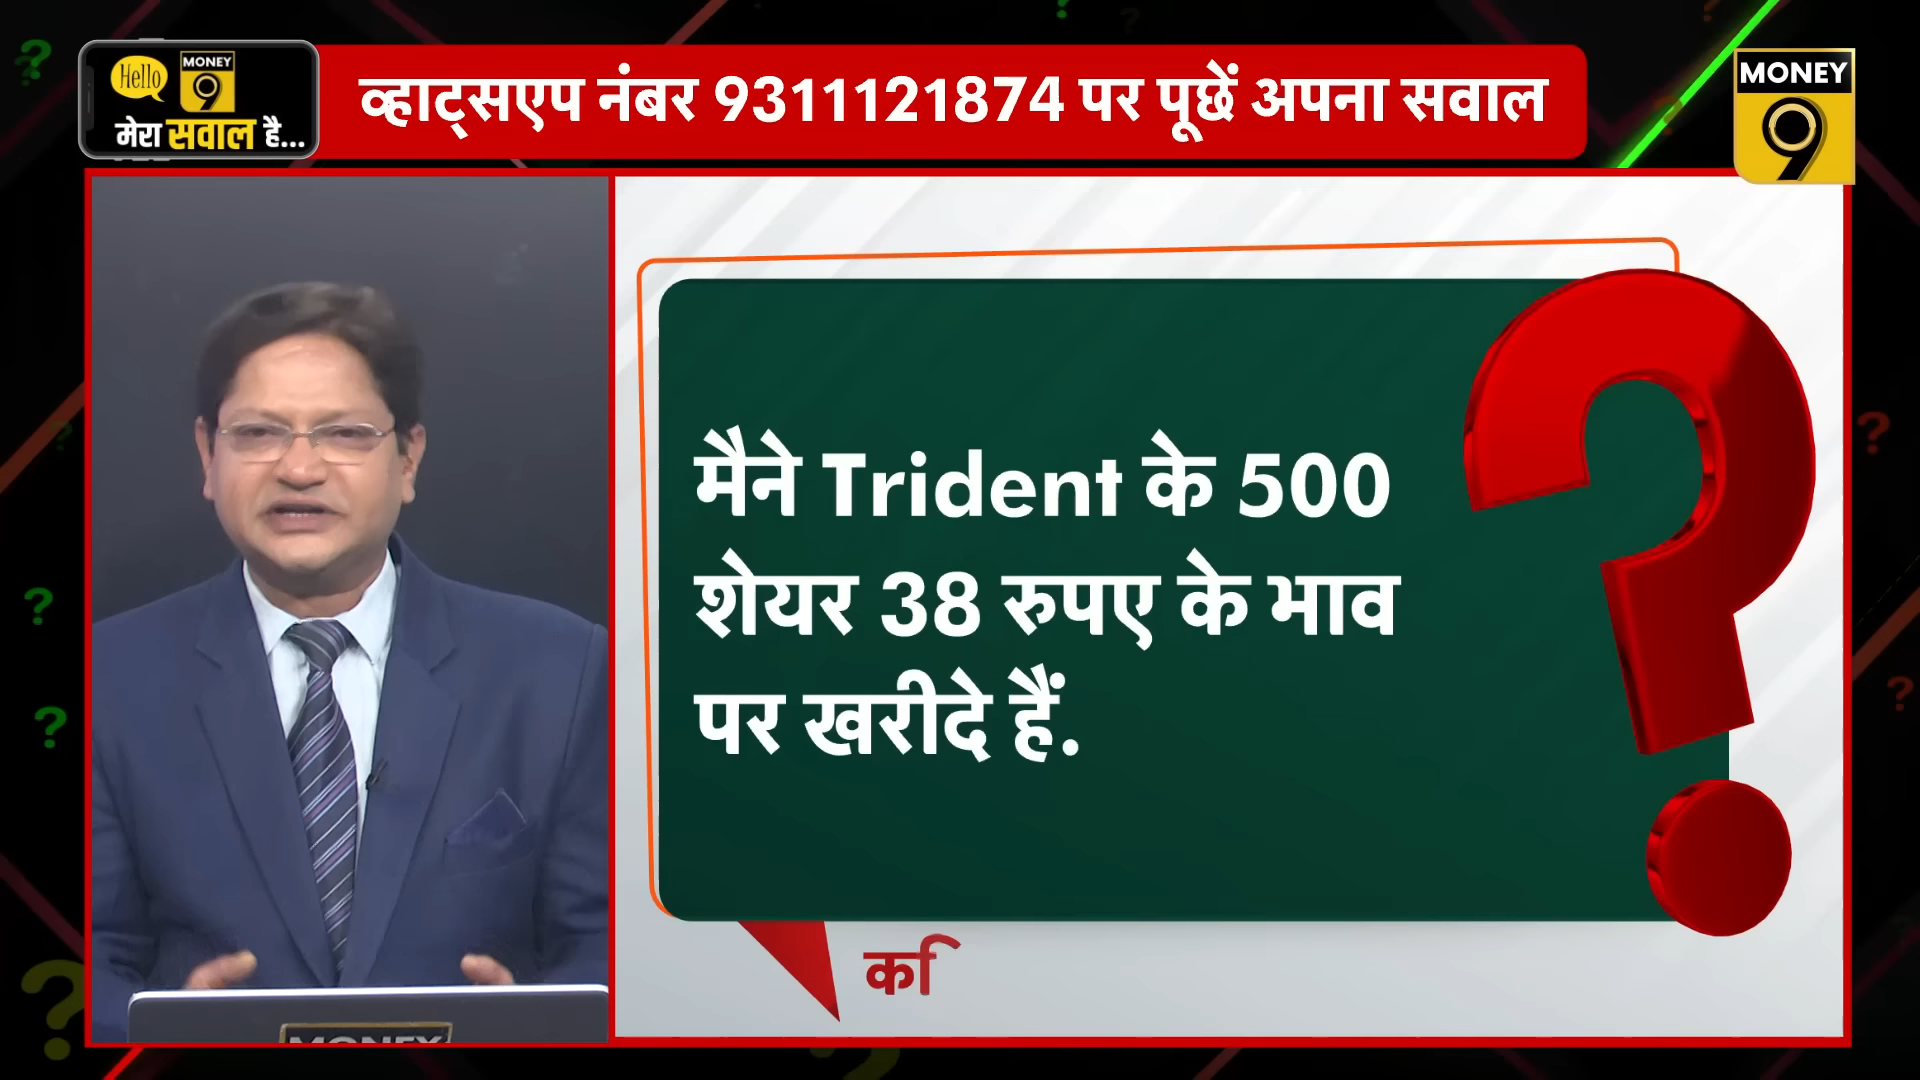 Hello
MONEY
9
मेरा सवाल है...
व्हाट्सएप नंबर 9311121874 पर पूछें अपना सवाल
MONEY
9
मैने Trident के 500
शेयर 38 रुपए के भाव
पर खरीदे हैं.
MONEY